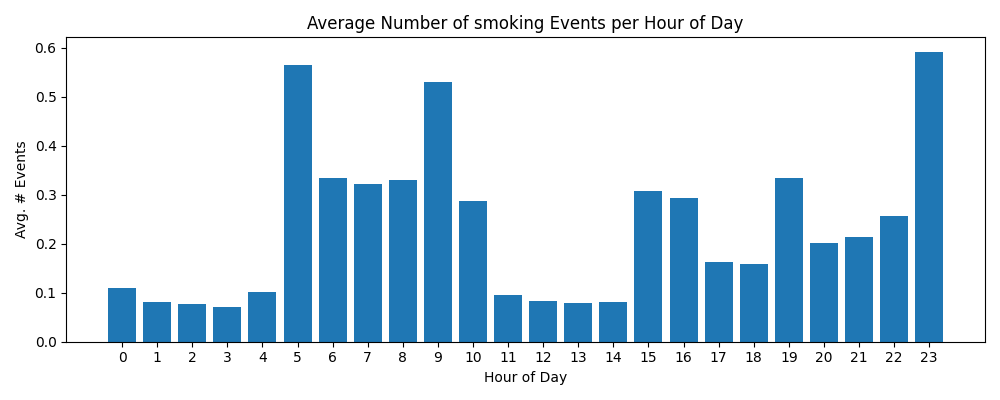 Average Number of smoking Events per Hour of Day
Avg. # Events
0.6
0.5
0.4
0.3
0.2
0.1
0.0
0 1 2 3 4 5 6 7 8 9 10 11 12 13 14 15 16 17 18 19 20 21 22 23
Hour of Day